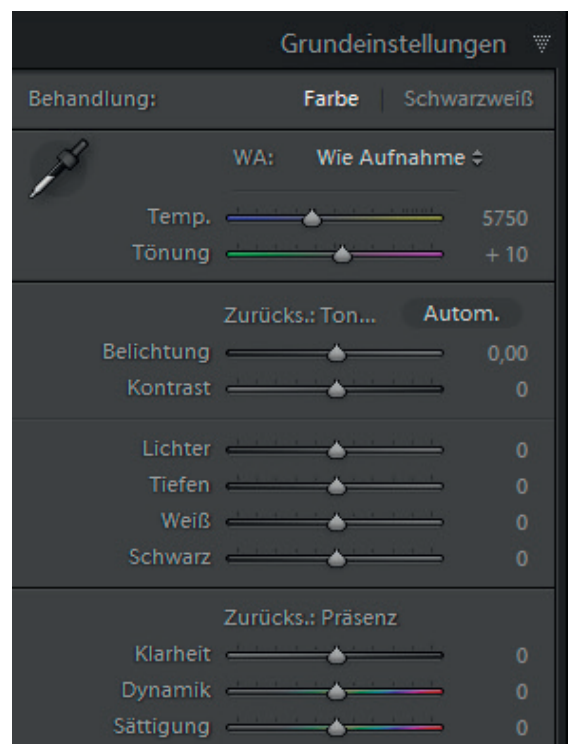 Grundeinstellungen
Behandlung: Farbe Schwarzweiß
WA: Wie Aufnahme
Temp. 5750
Tönung + 10
Zurücks.: Ton... Autom.
Belichtung 0,00
Kontrast 0
Lichter 0
Tiefen 0
Weiß 0
Schwarz 0
Zurücks.: Präsenz
Klarheit 0
Dynamik 0
Sättigung 0